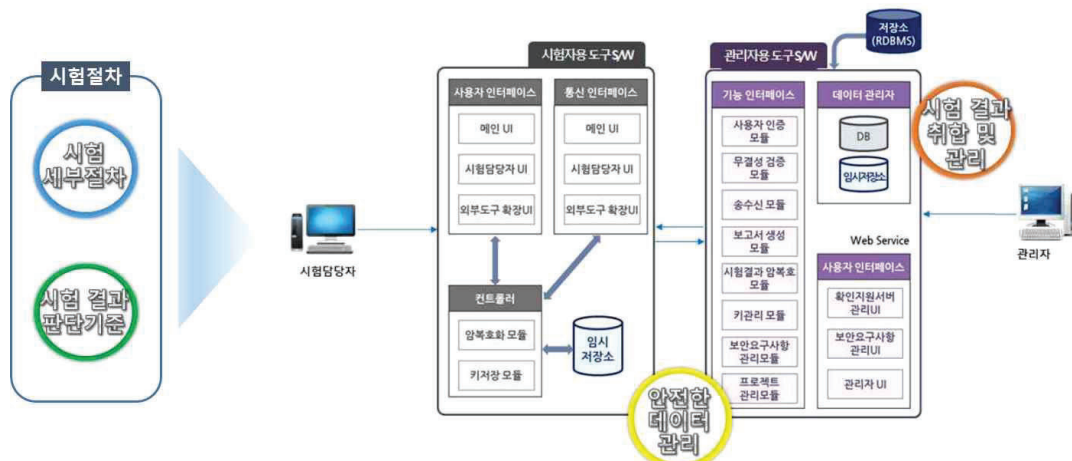 시험절차
시험
세부절차
시험 결과
판단기준
시험담당자
시험자용 도구S/W
사용자 인터페이스
메인 UI
시험담당자 UI
외부도구 확장UI
통신 인터페이스
메인 UI
시험담당자 UI
외부도구 확장UI
컨트롤러
암복호화 모듈
키저장 모듈
임시
저장소
안전한
데이터
관리
저장소
(RDBMS)
관리자용 도구S/W
기능 인터페이스
사용자 인증
모듈
무결성 검증
모듈
송수신 모듈
보고서 생성
모듈
시험결과 암복호
모듈
키관리 모듈
보안요구사항
관리모듈
프로젝트
관리모듈
데이터 관리자
DB
임시저장소
Web Service
사용자 인터페이스
확인지원서버
관리UI
보안요구사항
관리UI
관리자 UI
시험 결과
취합 및
관리
관리자